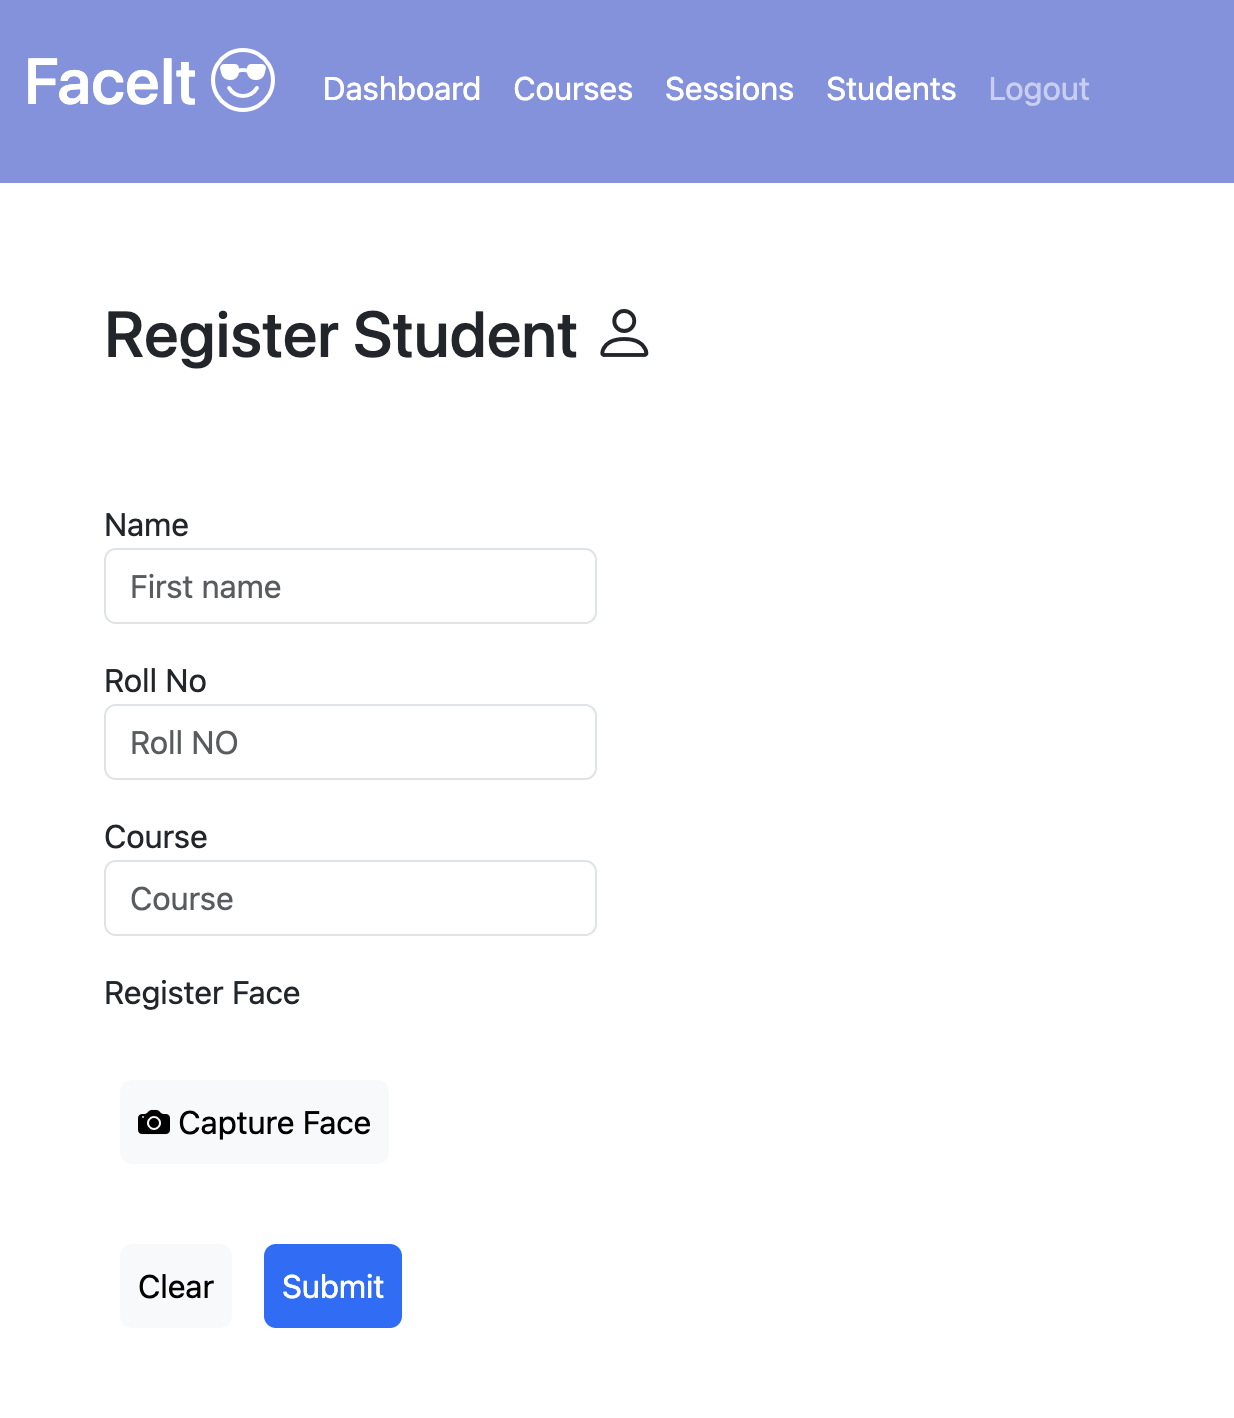 FaceIt Dashboard Courses Sessions Students Logout
Register Student
Name
First name
Roll No
Roll NO
Course
Course
Register Face
Capture Face
Clear Submit